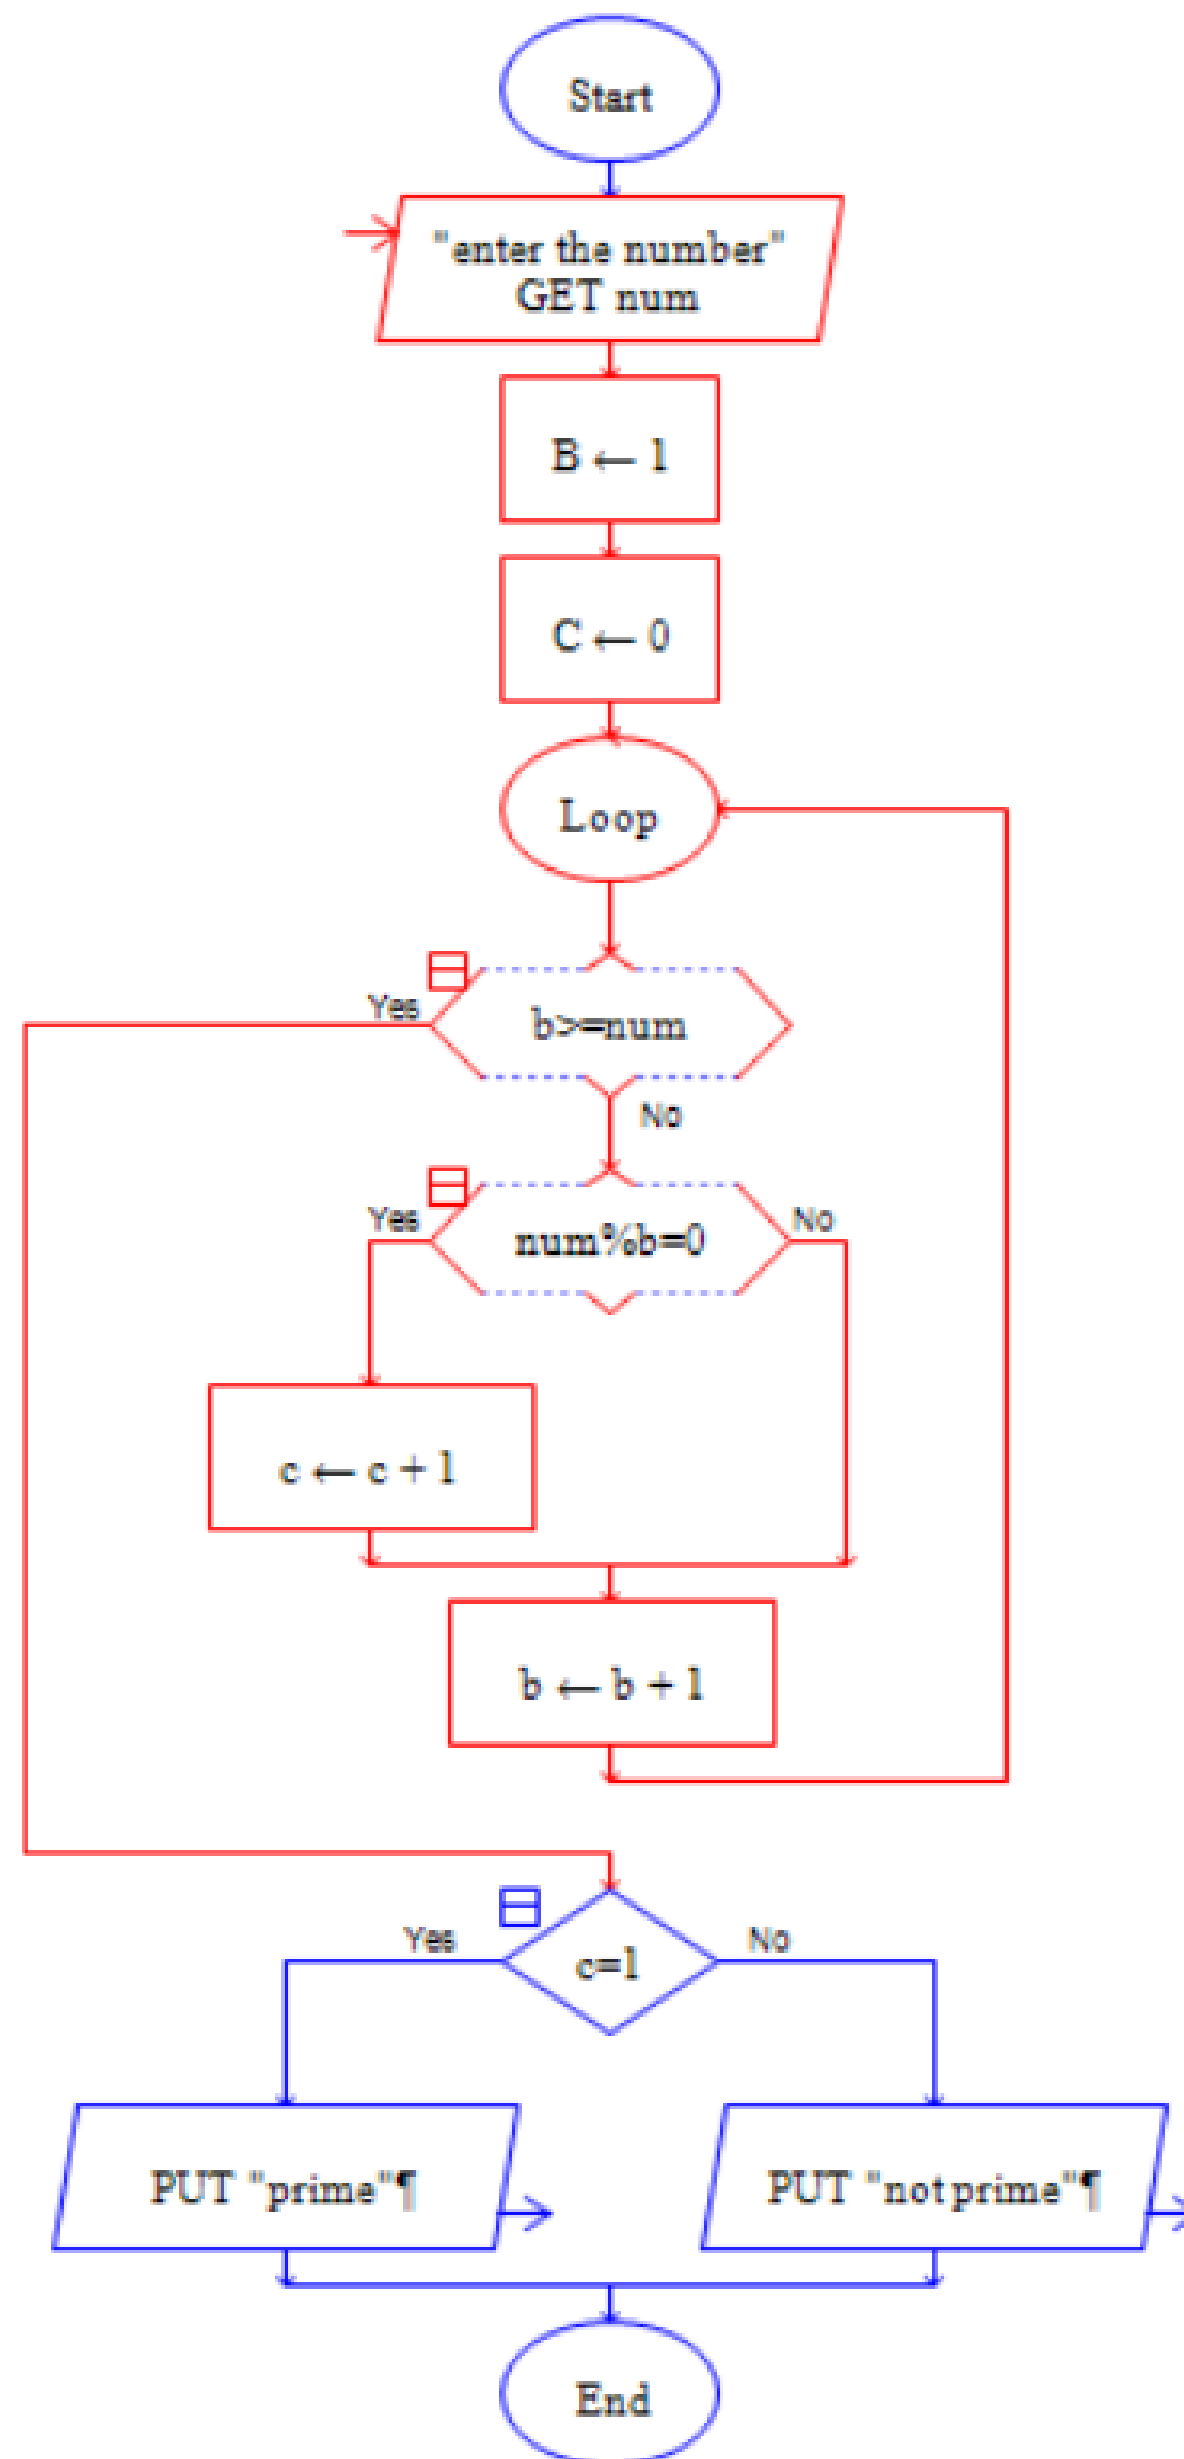 Start
"enter the number"
GET num
B ← 1
C ← 0
Loop
Yes
b>=num
No
Yes
num%b=0
No
c ← c + 1
b ← b + 1
Yes
c=1
No
PUT "prime"¶
PUT "not prime"¶
End